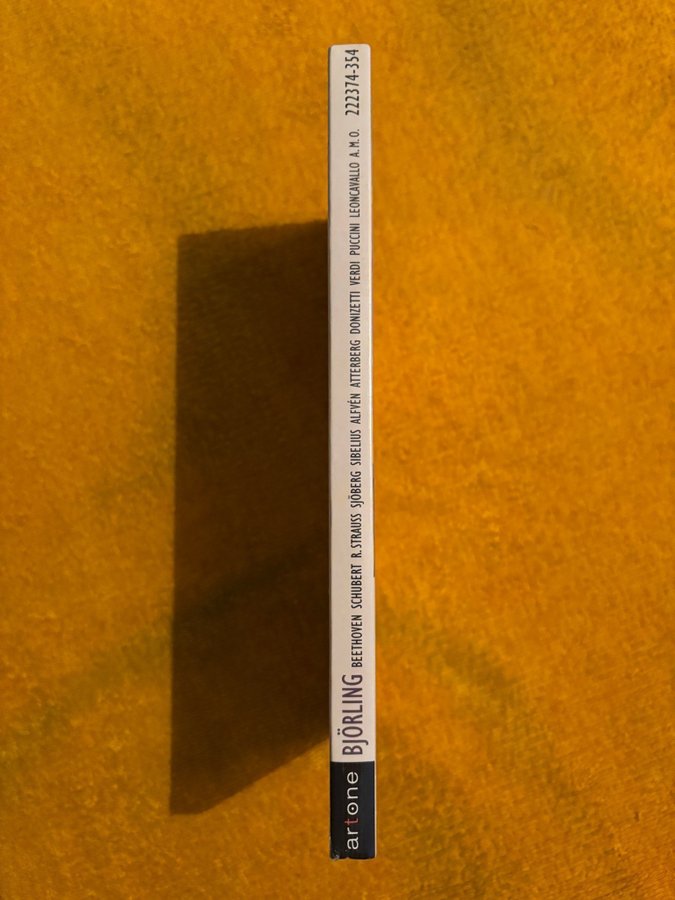 artone
BJÖRLING BEETHOVEN SCHUBERT R. STRAUSS SJÖBERG SIBELIUS ALFVÉN ATTERBERG DONIZETTI VERDI PUCCINI LEONCAVALLO A.M.O. 222374-354